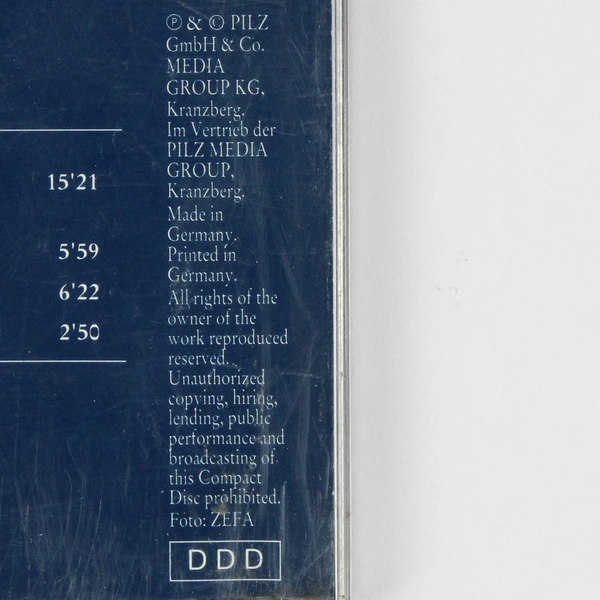 ℗ & © PILZ
GmbH & Co.
MEDIA
GROUP KG,
Kranzberg.
Im Vertrieb der
PILZ MEDIA
GROUP,
Kranzberg.
Made in
Germany.
Printed in
Germany.
All rights of the
owner of the
work reproduced
reserved.
Unauthorized
copying, hiring,
lending, public
performance and
broadcasting of
this Compact
Disc prohibited.
Foto: ZEFA
DDD
15'21
5'59
6'22
2'50